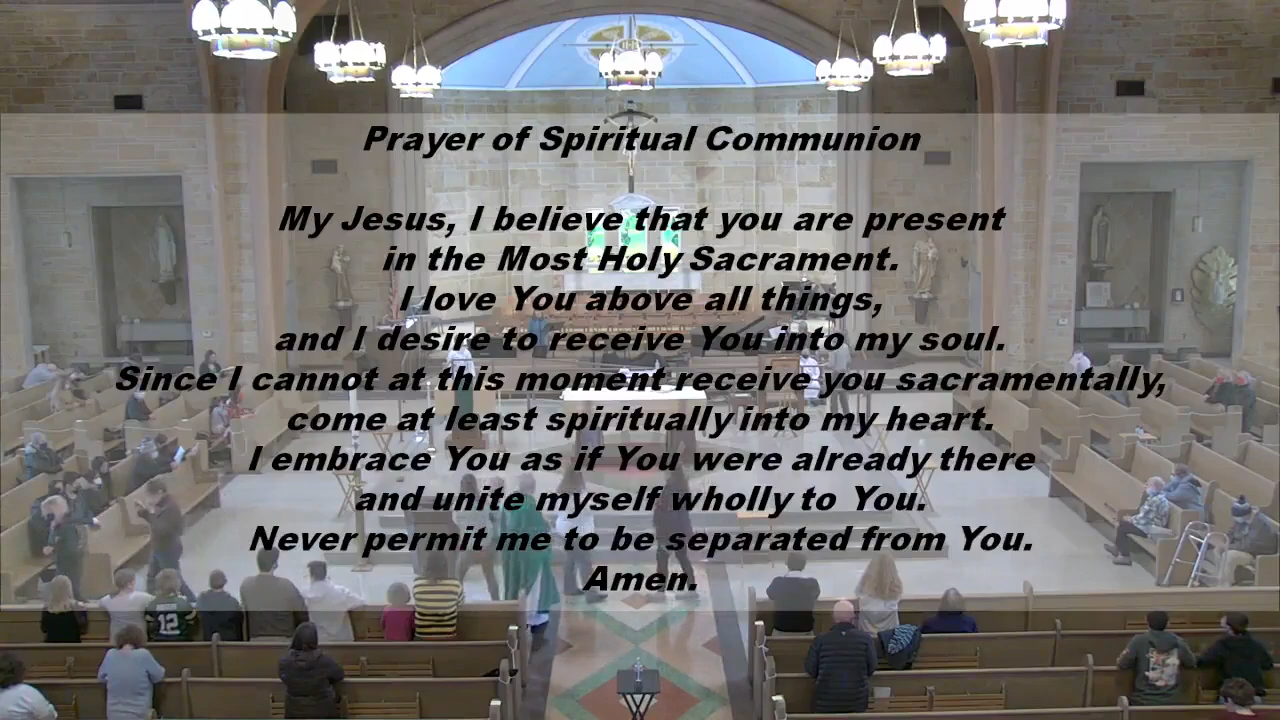 Prayer of Spiritual Communion
My Jesus, I believe that you are present
in the Most Holy Sacrament.
I love You above all things,
and I desire to receive You into my soul.
Since I cannot at this moment receive you sacramentally,
come at least spiritually into my heart.
I embrace You as if You were already there
and unite myself wholly to You.
Never permit me to be separated from You.
Amen.
12